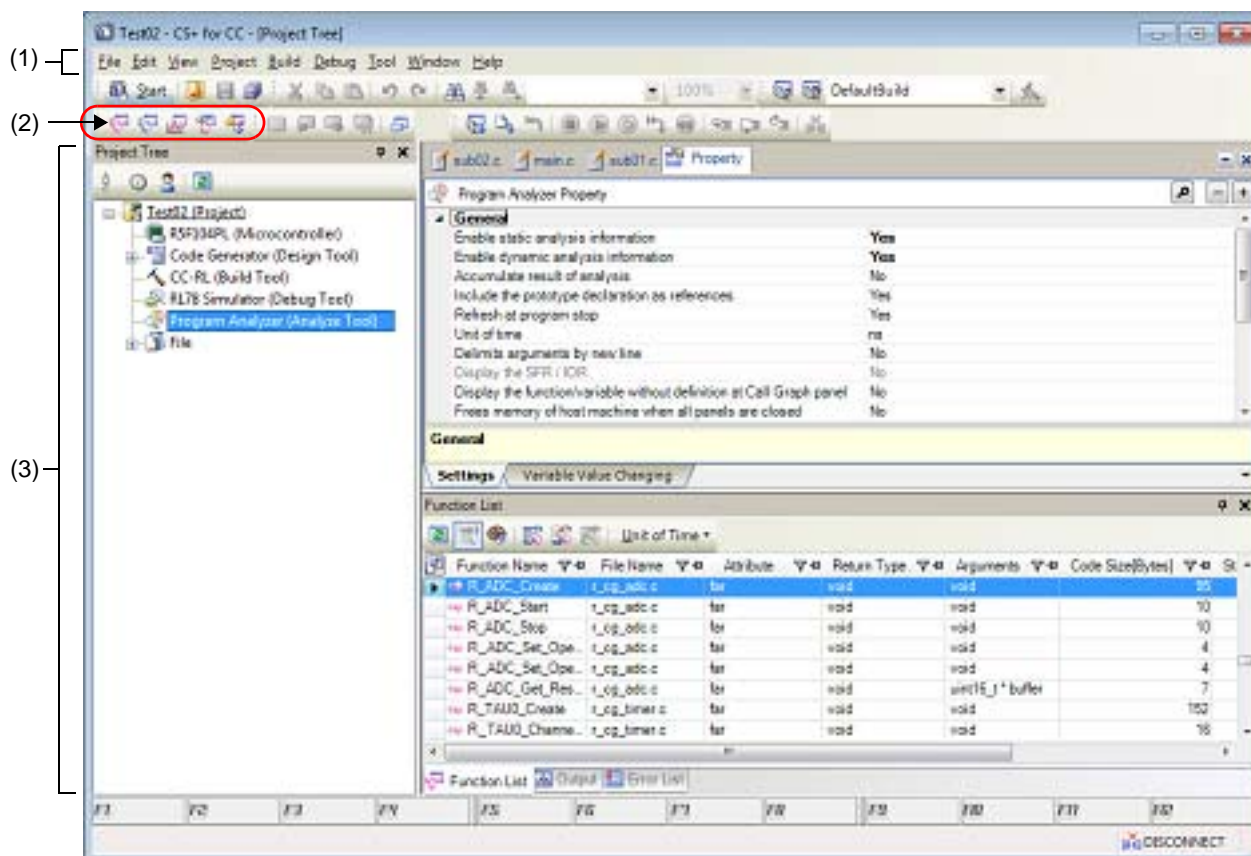 Test02 - CS+ for CC - [Project Tree]
(1)
File Edit View Project Build Debug Tool Window Help
Start 100% DefaultBuild
(2)
Project Tree
sub02.c main.c sub01.c Property
Program Analyzer Property
Test02 (Project)
R5F104PL (Microcontroller)
Code Generator (Design Tool)
CC-RL (Build Tool)
RL78 Simulator (Debug Tool)
Program Analyzer (Analyze Tool)
File
(3)
General
Enable static analysis information Yes
Enable dynamic analysis information Yes
Accumulate result of analysis No
Include the prototype declaration as references Yes
Refresh at program stop Yes
Unit of time ns
Delimits arguments by new line No
Display the SFR / IOR No
Display the function/variable without definition at Call Graph panel No
Frees memory of host machine when all panels are closed No
General
Settings Variable Value Changing
Function List
Unit of Time
Function Name File Name Attribute Return Type Arguments Code Size[Bytes] St
R_ADC_Create r_cg_adc.c far void void
R_ADC_Start r_cg_adc.c far void void 10
R_ADC_Stop r_cg_adc.c far void void 10
R_ADC_Set_Ope... r_cg_adc.c far void void 4
R_ADC_Set_Ope... r_cg_adc.c far void void 4
R_ADC_Get_Res... r_cg_adc.c far void uint16_t * buffer 7
R_TAU0_Create r_cg_timer.c far void void 152
R_TAU0_Channe... r_cg_timer.c far void void 16
Function List Output Error List
F1 F2 F3 F4 F5 F6 F7 F8 F9 F10 F11 F12
DISCONNECT